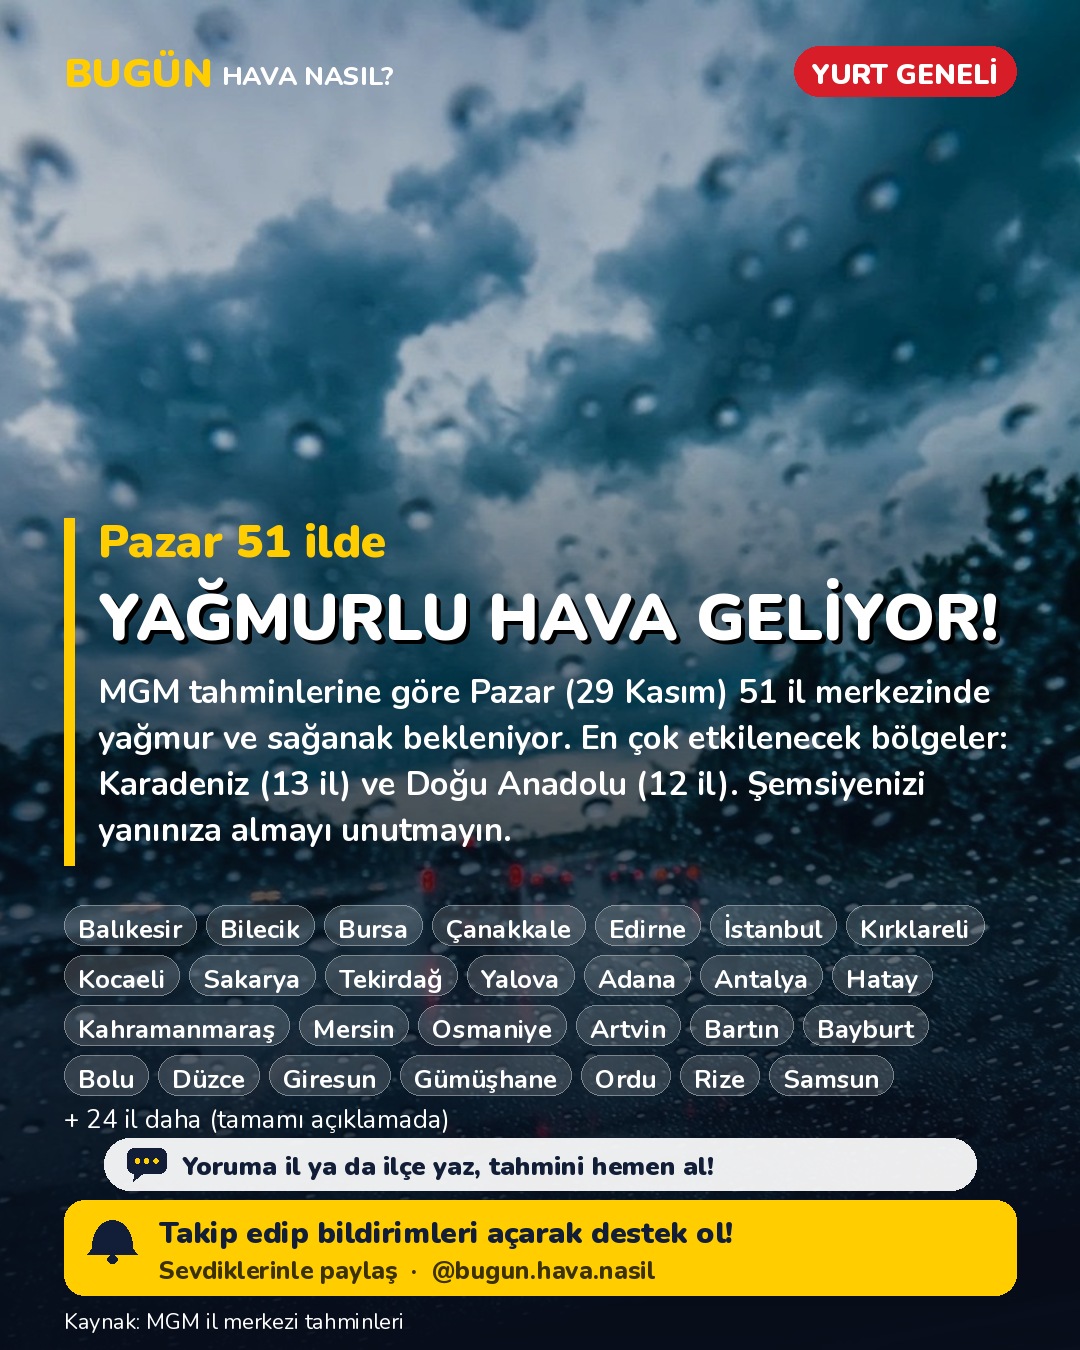 BUGÜN HAVA NASIL?
YURT GENELİ
Pazar 51 ilde
YAĞMURLU HAVA GELİYOR!
MGM tahminlerine göre Pazar (29 Kasım) 51 il merkezinde
yağmur ve sağanak bekleniyor. En çok etkilenecek bölgeler:
Karadeniz (13 il) ve Doğu Anadolu (12 il). Şemsiyenizi
yanınıza almayı unutmayın.
Balıkesir Bilecik Bursa Çanakkale Edirne İstanbul Kırklareli
Kocaeli Sakarya Tekirdağ Yalova Adana Antalya Hatay
Kahramanmaraş Mersin Osmaniye Artvin Bartın Bayburt
Bolu Düzce Giresun Gümüşhane Ordu Rize Samsun
+ 24 il daha (tamamı açıklamada)
Yoruma il ya da ilçe yaz, tahmini hemen al!
Takip edip bildirimleri açarak destek ol!
Sevdiklerinle paylaş · @bugun.hava.nasil
Kaynak: MGM il merkezi tahminleri